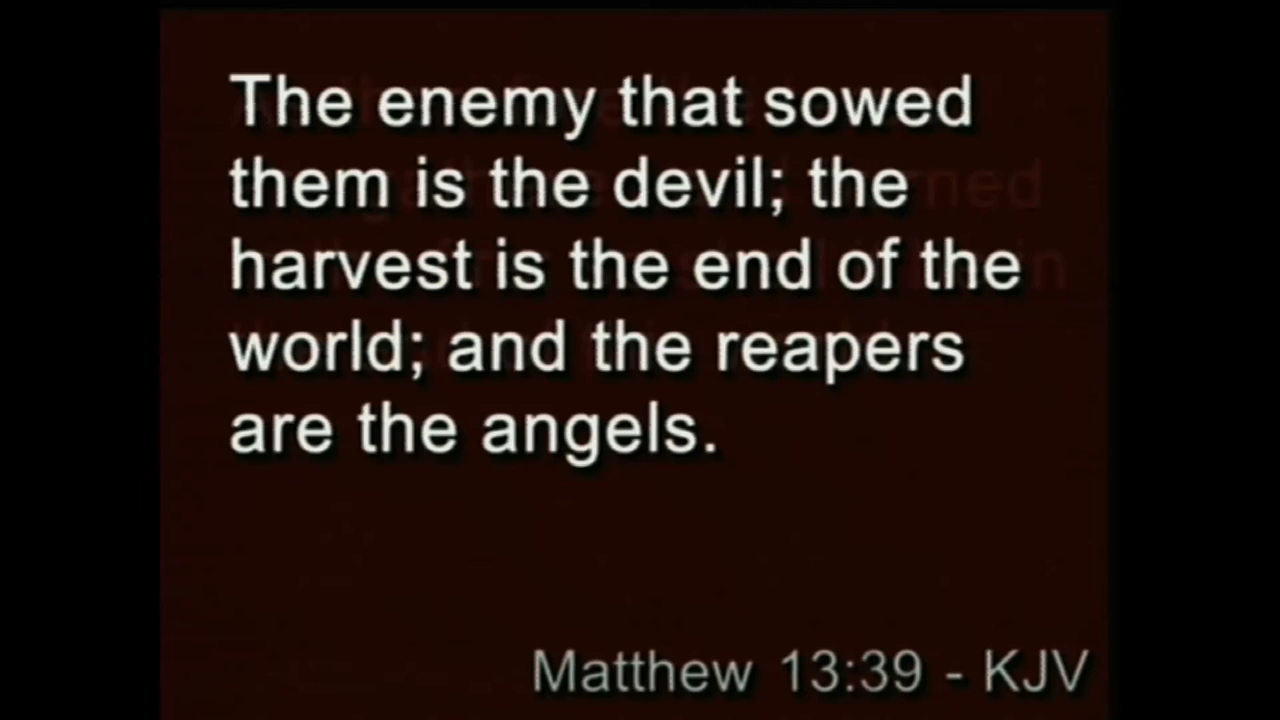 The enemy that sowed
them is the devil; the
harvest is the end of the
world; and the reapers
are the angels.
Matthew 13:39 - KJV